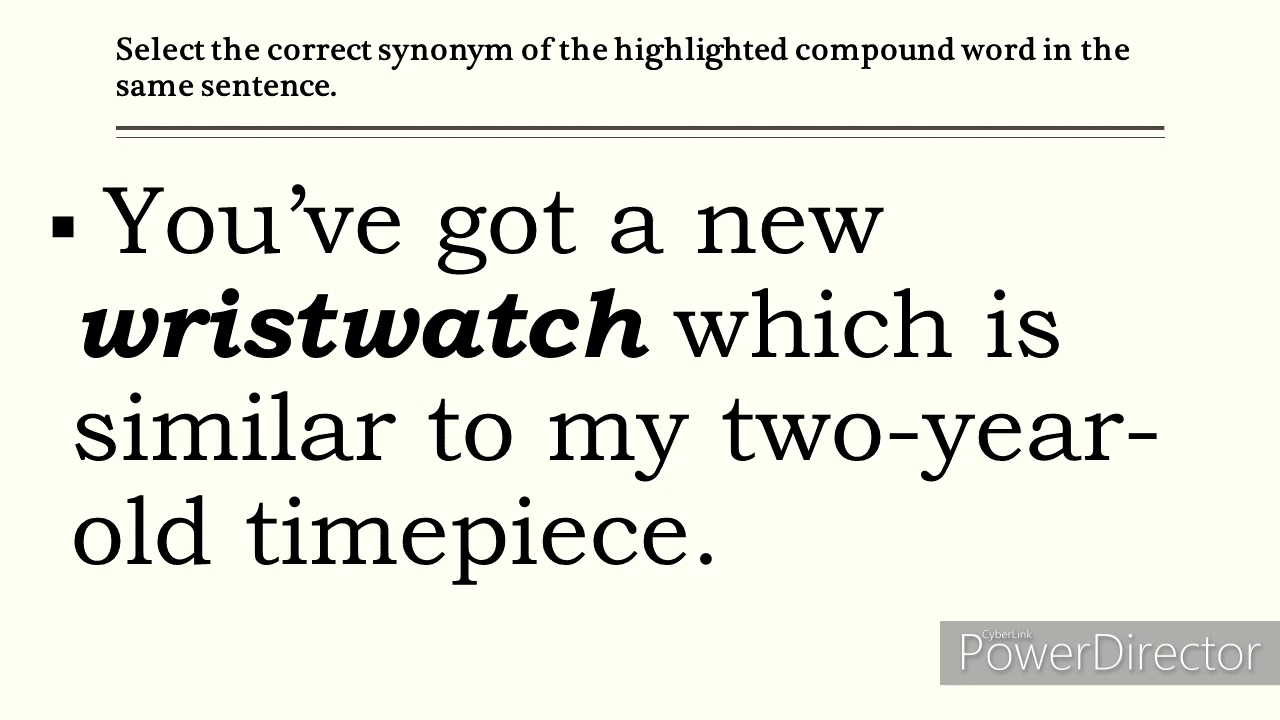 Select the correct synonym of the highlighted compound word in the
same sentence.
▪ You’ve got a new
wristwatch which is
similar to my two-year-
old timepiece.
CyberLink
PowerDirector